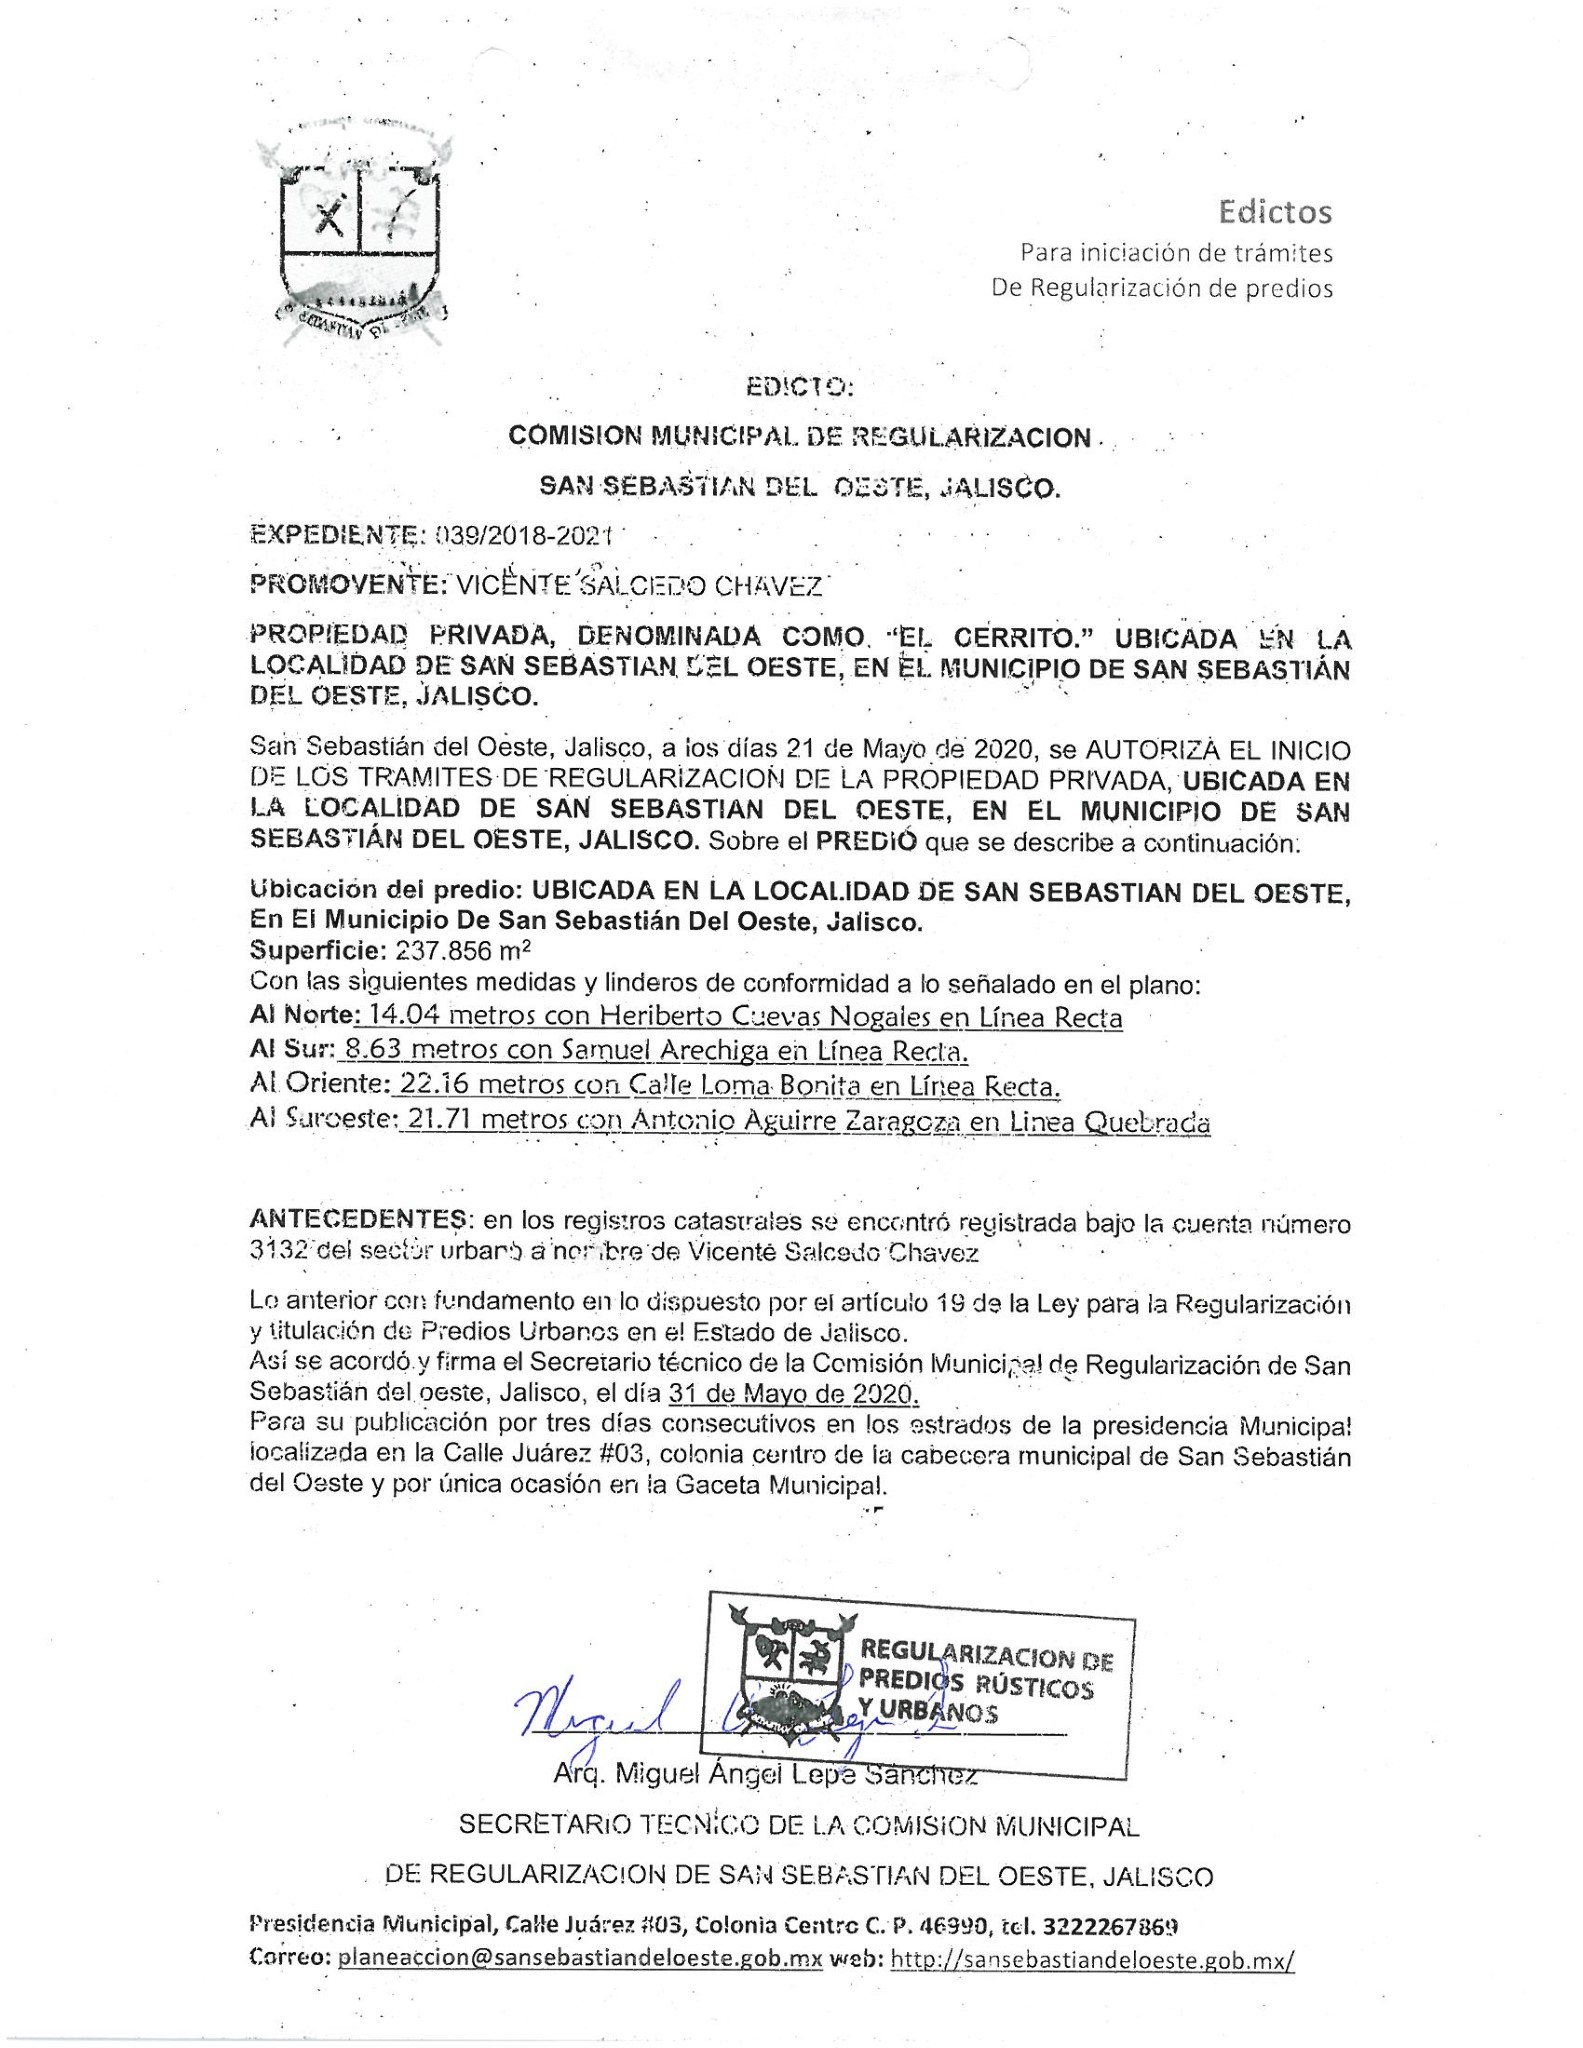 Edictos
Para iniciación de trámites
De Regularización de predios
EDICTO:
COMISION MUNICIPAL DE REGULARIZACION
SAN SEBASTIAN DEL OESTE, JALISCO.
EXPEDIENTE: 039/2018-2021
PROMOVENTE: VICENTE SALCEDO CHAVEZ
PROPIEDAD PRIVADA, DENOMINADA COMO "EL CERRITO." UBICADA EN LA
LOCALIDAD DE SAN SEBASTIAN DEL OESTE, EN EL MUNICIPIO DE SAN SEBASTIÁN
DEL OESTE, JALISCO.
San Sebastián del Oeste, Jalisco, a los días 21 de Mayo de 2020, se AUTORIZA EL INICIO
DE LOS TRAMITES DE REGULARIZACION DE LA PROPIEDAD PRIVADA, UBICADA EN
LA LOCALIDAD DE SAN SEBASTIAN DEL OESTE, EN EL MUNICIPIO DE SAN
SEBASTIÁN DEL OESTE, JALISCO. Sobre el PREDIO que se describe a continuación:
Ubicación del predio: UBICADA EN LA LOCALIDAD DE SAN SEBASTIAN DEL OESTE,
En El Municipio De San Sebastián Del Oeste, Jalisco.
Superficie: 237.856 m²
Con las siguientes medidas y linderos de conformidad a lo señalado en el plano:
Al Norte: 14.04 metros con Heriberto Cuevas Nogales en Línea Recta
Al Sur: 8.63 metros con Samuel Arechiga en Línea Recta.
Al Oriente: 22.16 metros con Calle Loma Bonita en Línea Recta.
Al Suroeste: 21.71 metros con Antonio Aguirre Zaragoza en Linea Quebrada
ANTECEDENTES: en los registros catastrales se encontró registrada bajo la cuenta número
3132 del sector urbano a nombre de Vicente Salcedo Chavez
Lo anterior con fundamento en lo dispuesto por el artículo 19 de la Ley para la Regularización
y titulación de Predios Urbanos en el Estado de Jalisco.
Así se acordó y firma el Secretario técnico de la Comisión Municipal de Regularización de San
Sebastián del oeste, Jalisco, el día 31 de Mayo de 2020.
Para su publicación por tres días consecutivos en los estrados de la presidencia Municipal
localizada en la Calle Juárez #03, colonia centro de la cabecera municipal de San Sebastián
del Oeste y por única ocasión en la Gaceta Municipal.
REGULARIZACION DE
PREDIOS RÚSTICOS
Y URBANOS
Miguel
Arq. Miguel Ángel Lepe Sánchez
SECRETARIO TECNICO DE LA COMISION MUNICIPAL
DE REGULARIZACION DE SAN SEBASTIAN DEL OESTE, JALISCO
Presidencia Municipal, Calle Juárez #03, Colonia Centro C. P. 46990, tel. 3222267869
Correo: planeaccion@sansebastiandeloeste.gob.mx web: http://sansebastiandeloeste.gob.mx/